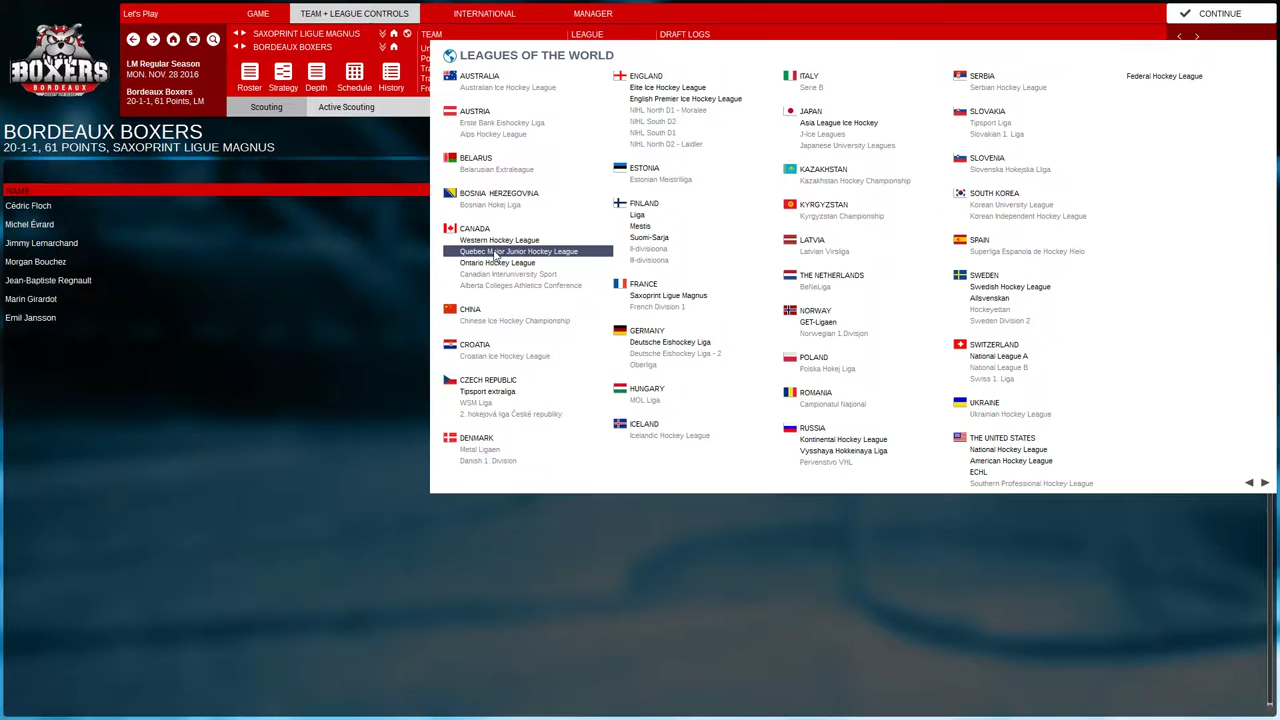 Let's Play
GAME
TEAM + LEAGUE CONTROLS
INTERNATIONAL
MANAGER
CONTINUE
BOXERS
BORDEAUX
SAXOPRINT LIGUE MAGNUS
BORDEAUX BOXERS
TEAM
LEAGUE
DRAFT LOGS
LM Regular Season
MON. NOV. 28 2016
Bordeaux Boxers
20-1-1, 61 Points, LM
Roster
Strategy
Depth
Schedule
History
Scouting
Active Scouting
BORDEAUX BOXERS
20-1-1, 61 POINTS, SAXOPRINT LIGUE MAGNUS
NAME
Cédric Floch
Michel Évrard
Jimmy Lemarchand
Morgan Bouchez
Jean-Baptiste Regnault
Marin Girardot
Emil Jansson
LEAGUES OF THE WORLD
AUSTRALIA
Australian Ice Hockey League
AUSTRIA
Erste Bank Eishockey Liga
Alps Hockey League
BELARUS
Belarusian Extraleague
BOSNIA HERZEGOVINA
Bosnian Hokej Liga
CANADA
Western Hockey League
Quebec Major Junior Hockey League
Ontario Hockey League
Canadian Interuniversity Sport
Alberta Colleges Athletics Conference
CHINA
Chinese Ice Hockey Championship
CROATIA
Croatian Ice Hockey League
CZECH REPUBLIC
Tipsport extraliga
WSM Liga
2. hokejová liga České republiky
DENMARK
Metal Ligaen
Danish 1. Division
ENGLAND
Elite Ice Hockey League
English Premier Ice Hockey League
NIHL North D1 - Moralee
NIHL South D2
NIHL South D1
NIHL North D2 - Laidler
ESTONIA
Estonian Meistriliiga
FINLAND
Liiga
Mestis
Suomi-Sarja
II-divisioona
III-divisioona
FRANCE
Saxoprint Ligue Magnus
French Division 1
GERMANY
Deutsche Eishockey Liga
Deutsche Eishockey Liga - 2
Oberliga
HUNGARY
MOL Liga
ICELAND
Icelandic Hockey League
ITALY
Serie B
JAPAN
Asia League Ice Hockey
J-Ice Leagues
Japanese University Leagues
KAZAKHSTAN
Kazakhstan Hockey Championship
KYRGYZSTAN
Kyrgyzstan Championship
LATVIA
Latvian Virsliga
THE NETHERLANDS
BeNeLiga
NORWAY
GET-Ligaen
Norwegian 1.Divisjon
POLAND
Polska Hokej Liga
ROMANIA
Campionatul Național
RUSSIA
Kontinental Hockey League
Vysshaya Hokkeinaya Liga
Pervenstvo VHL
SERBIA
Serbian Hockey League
SLOVAKIA
Tipsport Liga
Slovakian 1. Liga
SLOVENIA
Slovenska Hokejska Lliga
SOUTH KOREA
Korean University League
Korean Independent Hockey League
SPAIN
Superliga Espanola de Hockey Hielo
SWEDEN
Swedish Hockey League
Allsvenskan
Hockeyettan
Sweden Division 2
SWITZERLAND
National League A
National League B
Swiss 1. Liga
UKRAINE
Ukrainian Hockey League
THE UNITED STATES
National Hockey League
American Hockey League
ECHL
Southern Professional Hockey League
Federal Hockey League